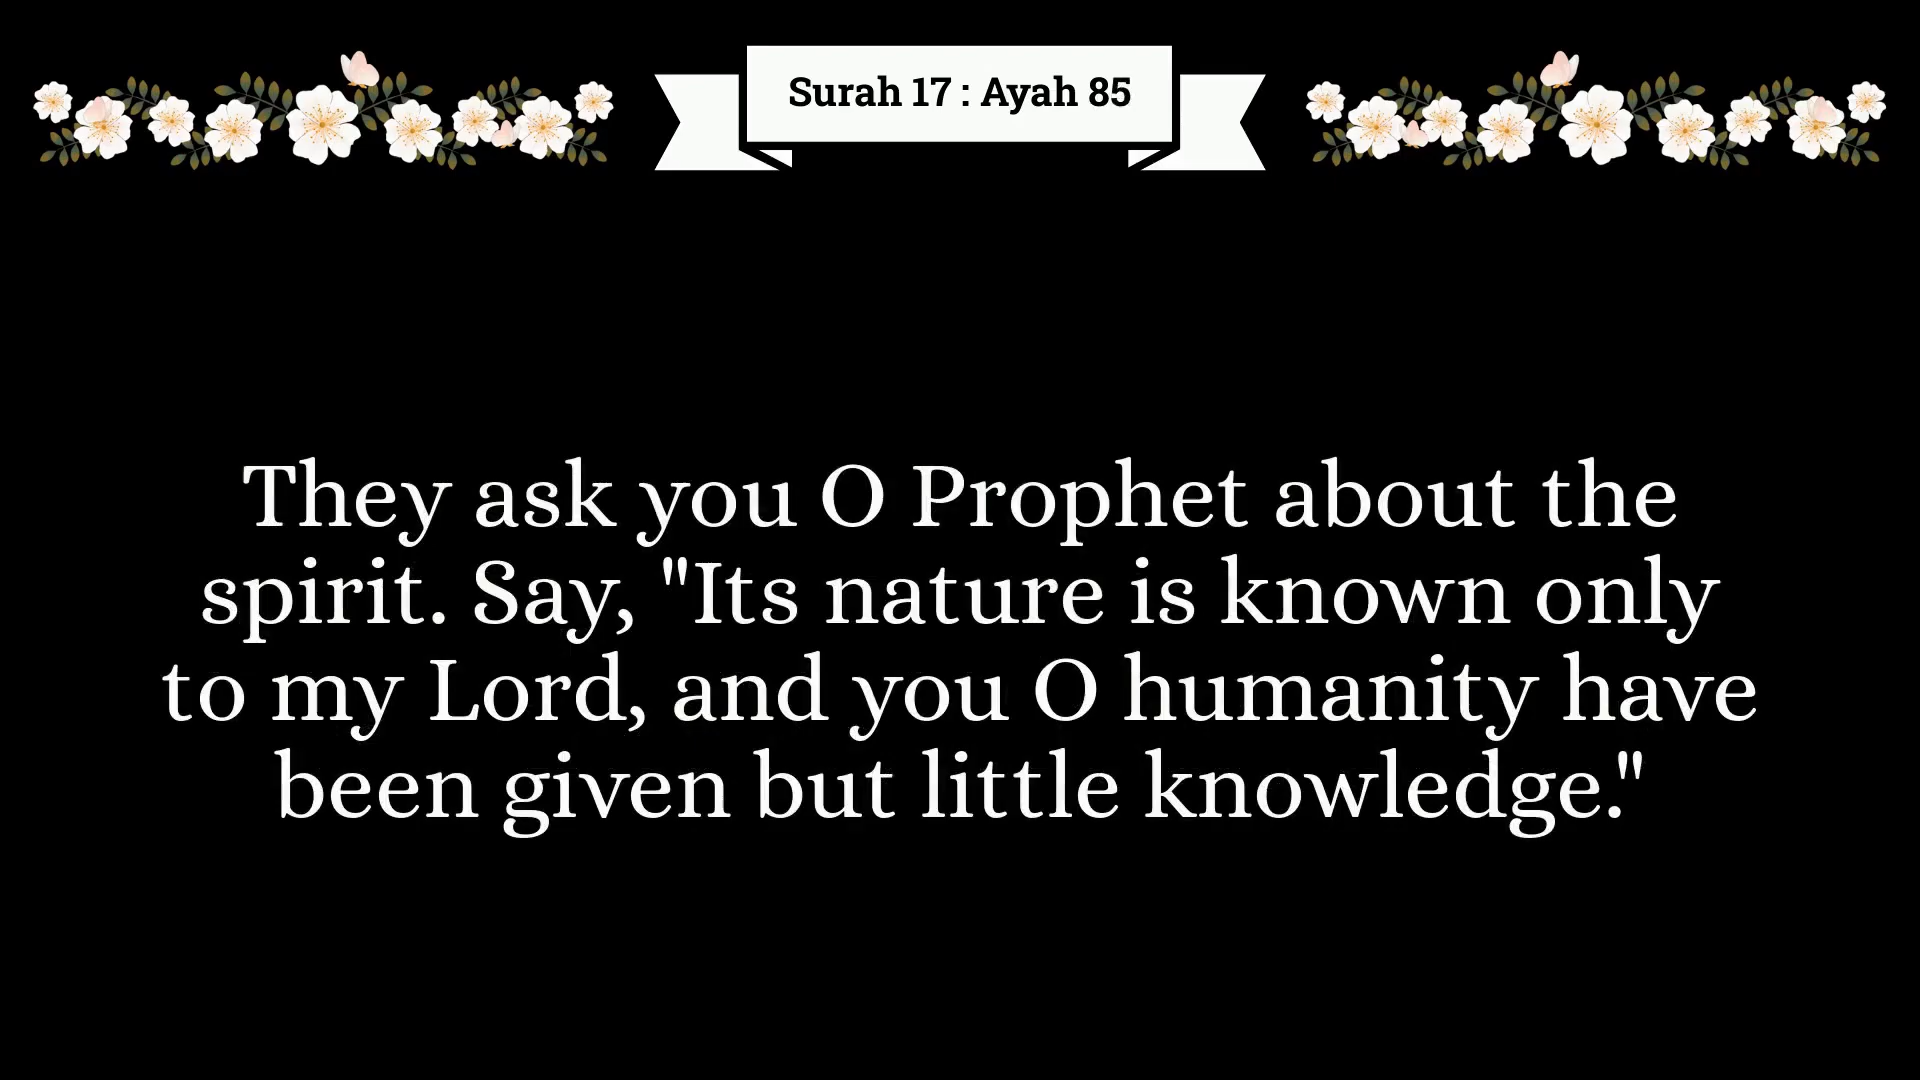 Surah 17 : Ayah 85
They ask you O Prophet about the
spirit. Say, "Its nature is known only
to my Lord, and you O humanity have
been given but little knowledge."